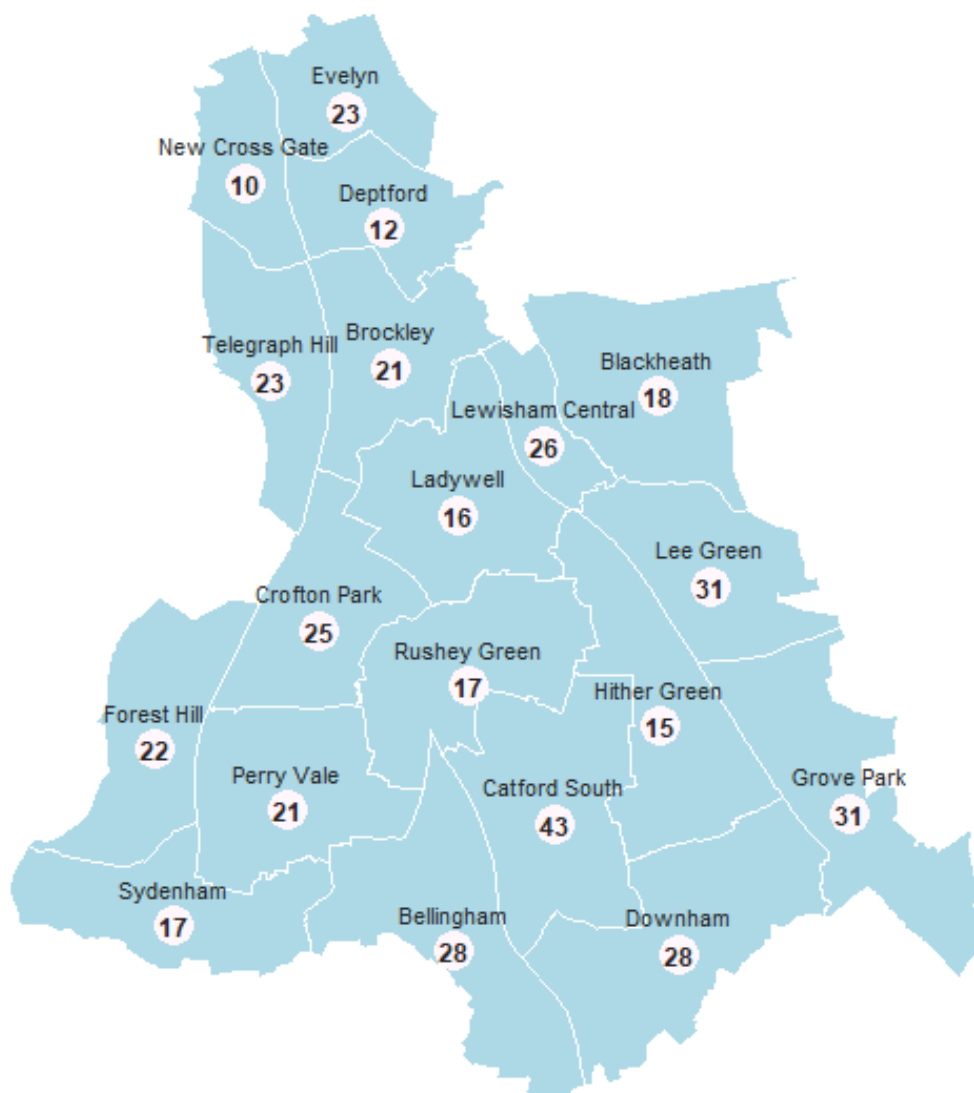 Evelyn
23
New Cross Gate
10
Deptford
12
Brockley
21
Telegraph Hill
23
Blackheath
18
Lewisham Central
26
Ladywell
16
Lee Green
31
Crofton Park
25
Rushey Green
17
Hither Green
15
Forest Hill
22
Perry Vale
21
Catford South
43
Grove Park
31
Sydenham
17
Bellingham
28
Downham
28